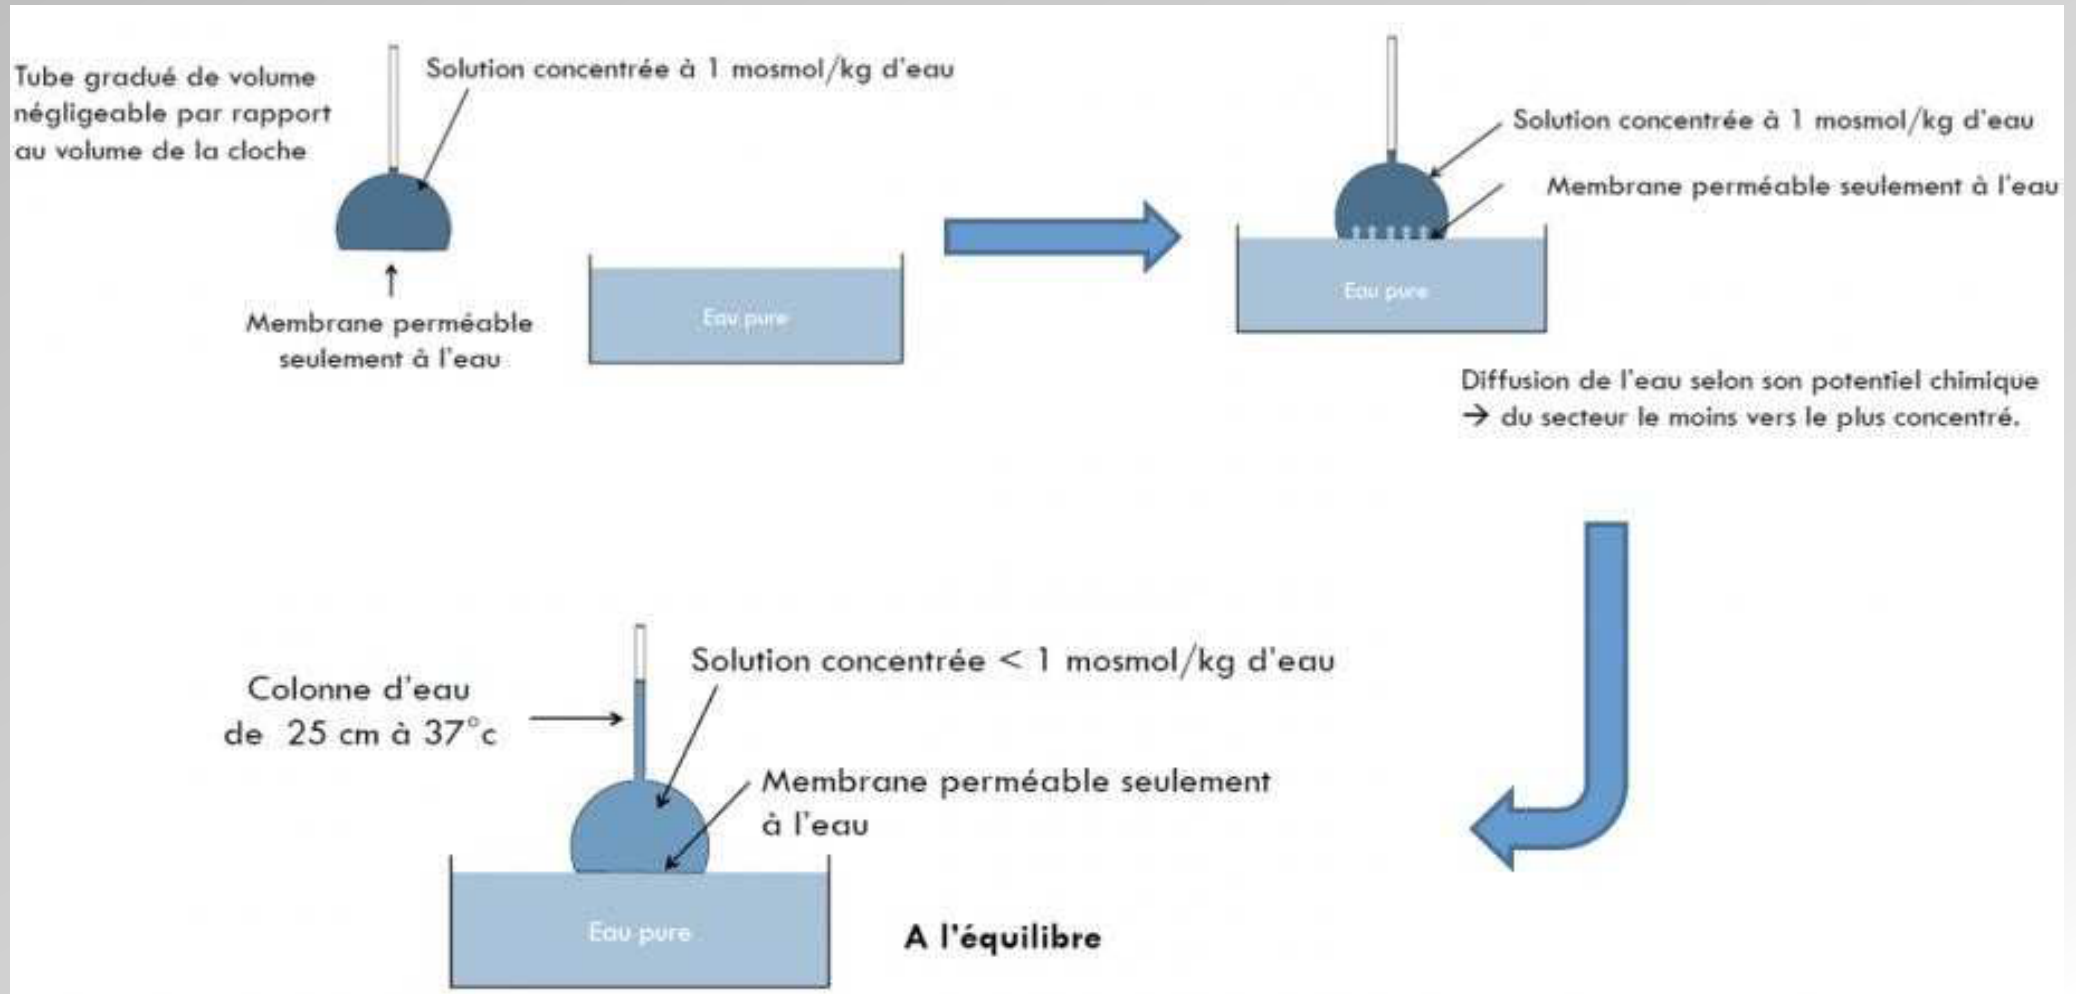 Tube gradué de volume
négligeable par rapport
au volume de la cloche
Solution concentrée à 1 mosmol/kg d'eau
Membrane perméable
seulement à l'eau
Eau pure
Solution concentrée à 1 mosmol/kg d'eau
Membrane perméable seulement à l'eau
Eau pure
Diffusion de l'eau selon son potentiel chimique
→ du secteur le moins vers le plus concentré.
Colonne d'eau
de 25 cm à 37°c
Solution concentrée < 1 mosmol/kg d'eau
Membrane perméable seulement
à l'eau
Eau pure
A l'équilibre